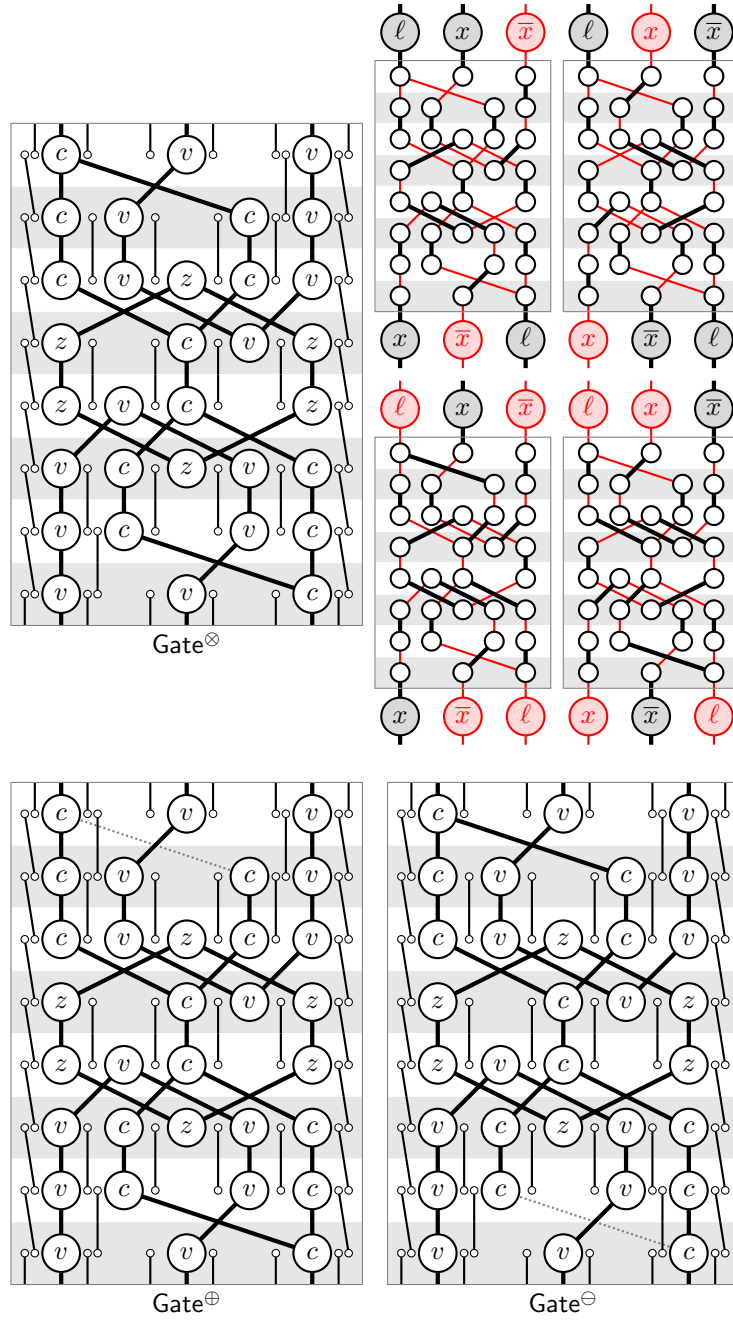 c v v
c v c v
c v z c v
z c v z
z v c z
v c z v c
v c v c
v v c
Gate⊗
ℓ x x̅
x x̅ ℓ
ℓ x x̅
x x̅ ℓ
ℓ x x̅
x x̅ ℓ
ℓ x x̅
x x̅ ℓ
c v v
c v c v
c v z c v
z c v z
z v c z
v c z v c
v c v c
v v c
Gate⊕
c v v
c v c v
c v z c v
z c v z
z v c z
v c z v c
v c v c
v v c
Gate⊖